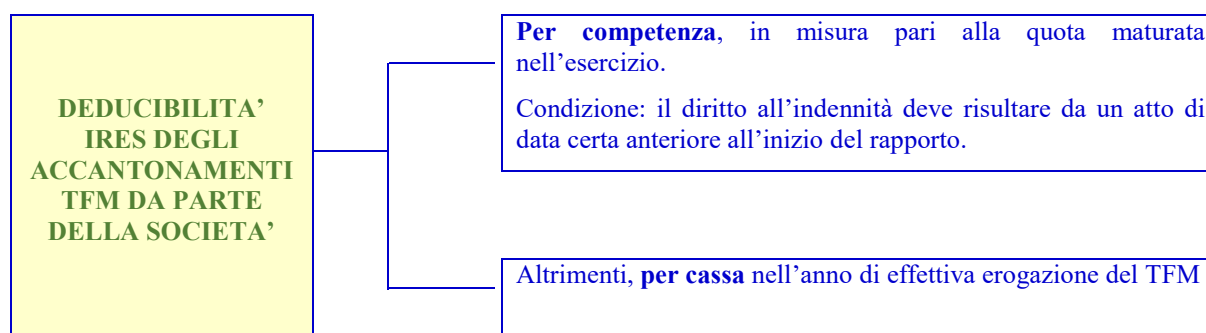 DEDUCIBILITA’
IRES DEGLI
ACCANTONAMENTI
TFM DA PARTE
DELLA SOCIETA’
Per competenza, in misura pari alla quota maturata
nell’esercizio.
Condizione: il diritto all’indennità deve risultare da un atto di
data certa anteriore all’inizio del rapporto.
Altrimenti, per cassa nell’anno di effettiva erogazione del TFM